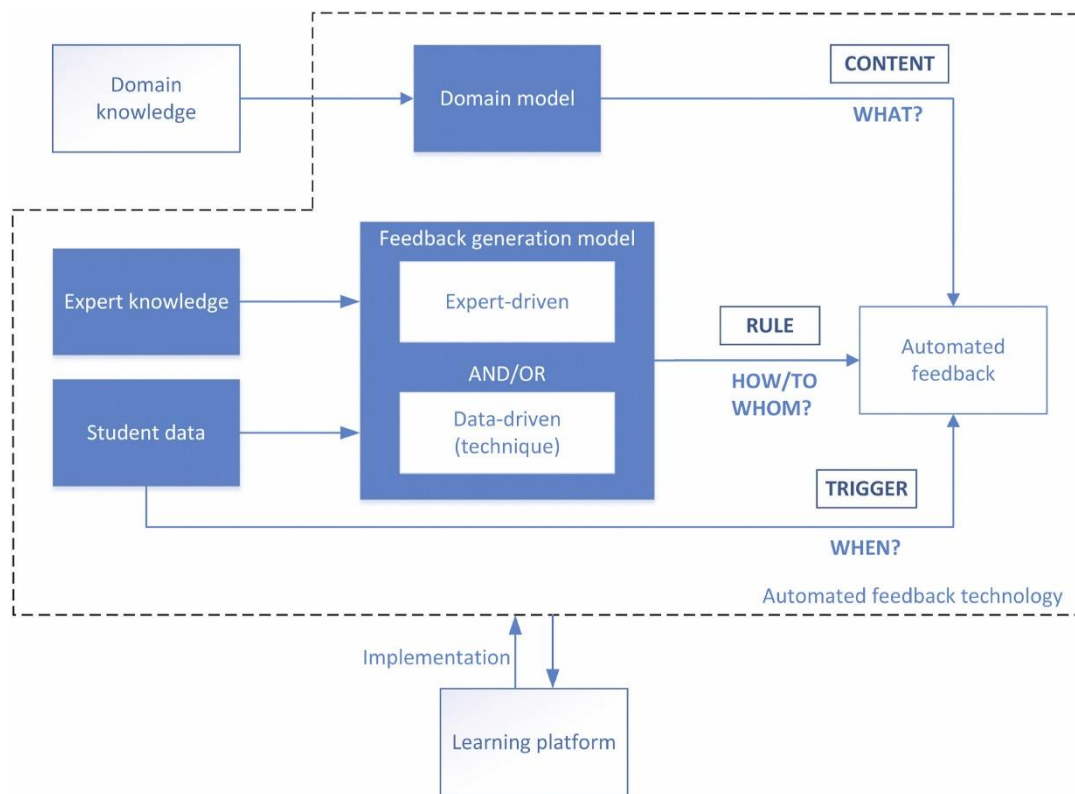 Domain
knowledge
Domain model
CONTENT
WHAT?
Feedback generation model
Expert knowledge
Expert-driven
RULE
HOW/TO
WHOM?
Automated
feedback
AND/OR
Student data
Data-driven
(technique)
TRIGGER
WHEN?
Automated feedback technology
Implementation
Learning platform